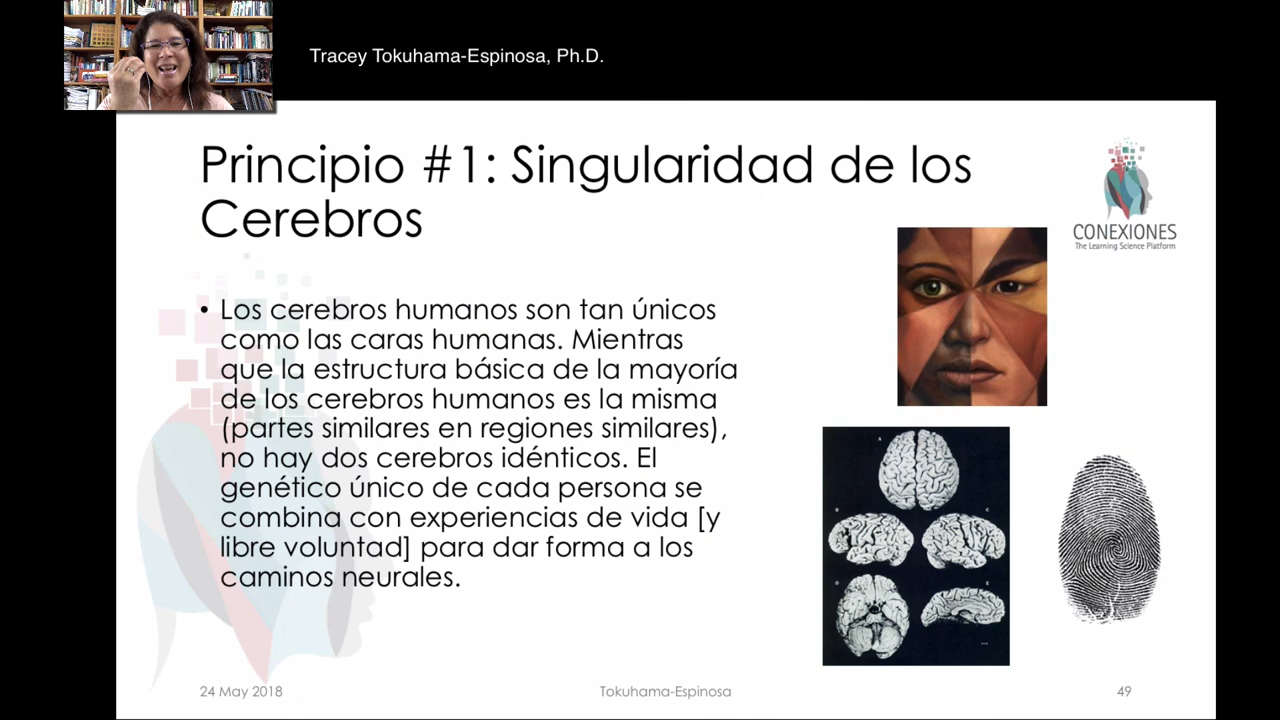 Tracey Tokuhama-Espinosa, Ph.D.
Principio #1: Singularidad de los
Cerebros
CONEXIONES
The Learning Science Platform
• Los cerebros humanos son tan únicos
como las caras humanas. Mientras
que la estructura básica de la mayoría
de los cerebros humanos es la misma
(partes similares en regiones similares),
no hay dos cerebros idénticos. El
genético único de cada persona se
combina con experiencias de vida [y
libre voluntad] para dar forma a los
caminos neurales.
A
B
C
D
E
24 May 2018
Tokuhama-Espinosa
49